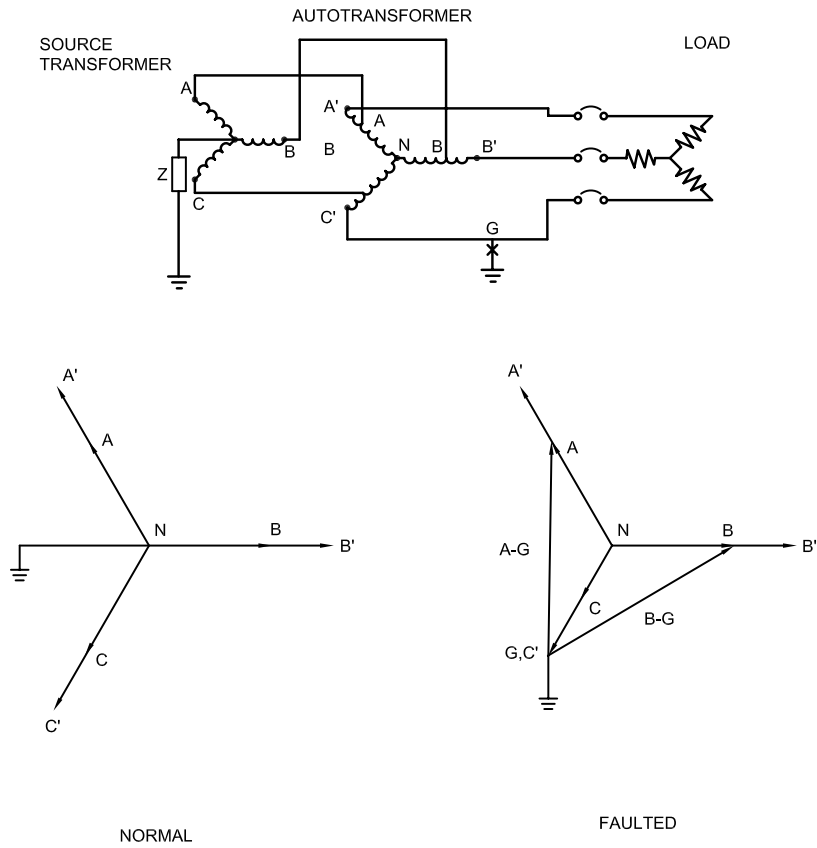 AUTOTRANSFORMER
SOURCE
TRANSFORMER
LOAD
A
A'
A
N
B
B'
B
B
Z
C
C'
G
A'
A
N
B
B'
C
C'
NORMAL
A'
A
N
B
B'
A-G
C
B-G
G,C'
FAULTED